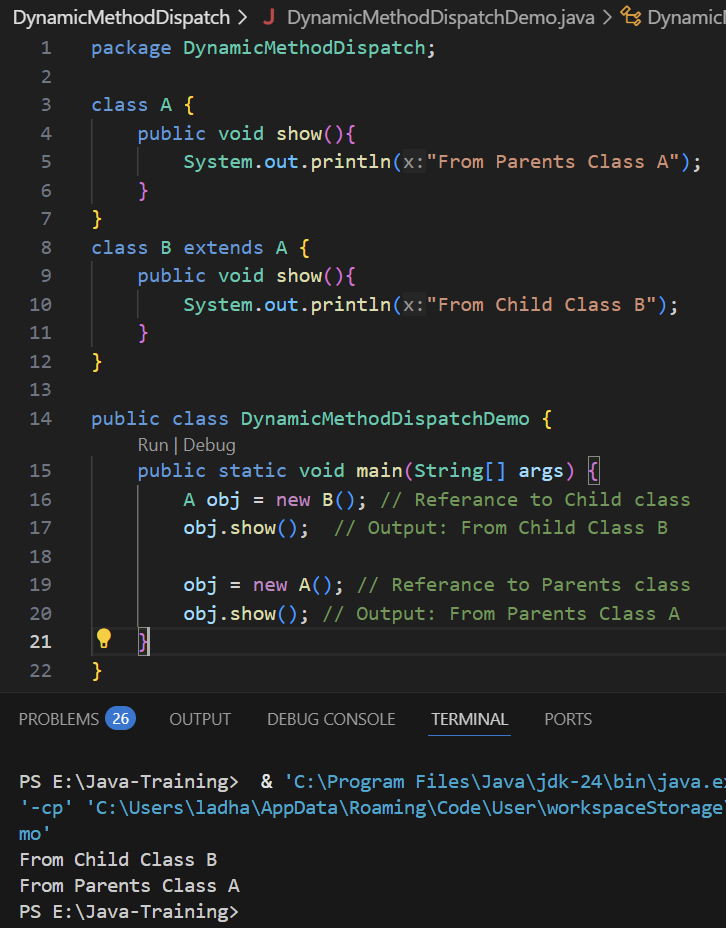 DynamicMethodDispatch > J DynamicMethodDispatchDemo.java > Dynamic
1 package DynamicMethodDispatch;
2
3 class A {
4     public void show(){
5         System.out.println(x:"From Parents Class A");
6     }
7 }
8 class B extends A {
9     public void show(){
10         System.out.println(x:"From Child Class B");
11     }
12 }
13
14 public class DynamicMethodDispatchDemo {
Run | Debug
15     public static void main(String[] args) {
16         A obj = new B(); // Referance to Child class
17         obj.show();  // Output: From Child Class B
18
19         obj = new A(); // Referance to Parents class
20         obj.show(); // Output: From Parents Class A
21     }
22 }
PROBLEMS 26 OUTPUT DEBUG CONSOLE TERMINAL PORTS
PS E:\Java-Training>  & 'C:\Program Files\Java\jdk-24\bin\java.ex
'-cp' 'C:\Users\ladha\AppData\Roaming\Code\User\workspaceStorage\
mo'
From Child Class B
From Parents Class A
PS E:\Java-Training>